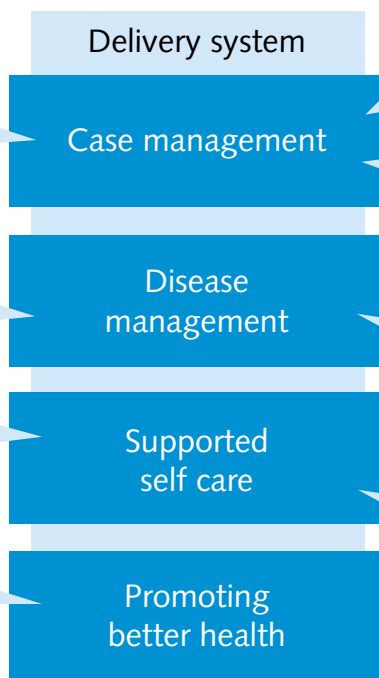 Delivery system
Case management
Disease
management
Supported
self care
Promoting
better health